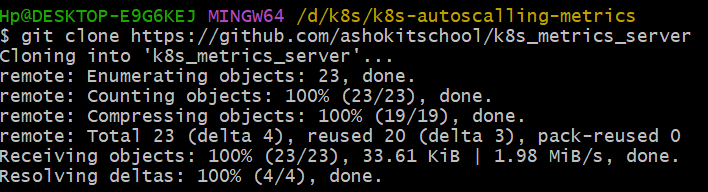 Hp@DESKTOP-E9G6KEJ MINGW64 /d/k8s/k8s-autoscalling-metrics
$ git clone https://github.com/ashokitschool/k8s_metrics_server
Cloning into 'k8s_metrics_server'...
remote: Enumerating objects: 23, done.
remote: Counting objects: 100% (23/23), done.
remote: Compressing objects: 100% (19/19), done.
remote: Total 23 (delta 4), reused 20 (delta 3), pack-reused 0
Receiving objects: 100% (23/23), 33.61 KiB | 1.98 MiB/s, done.
Resolving deltas: 100% (4/4), done.